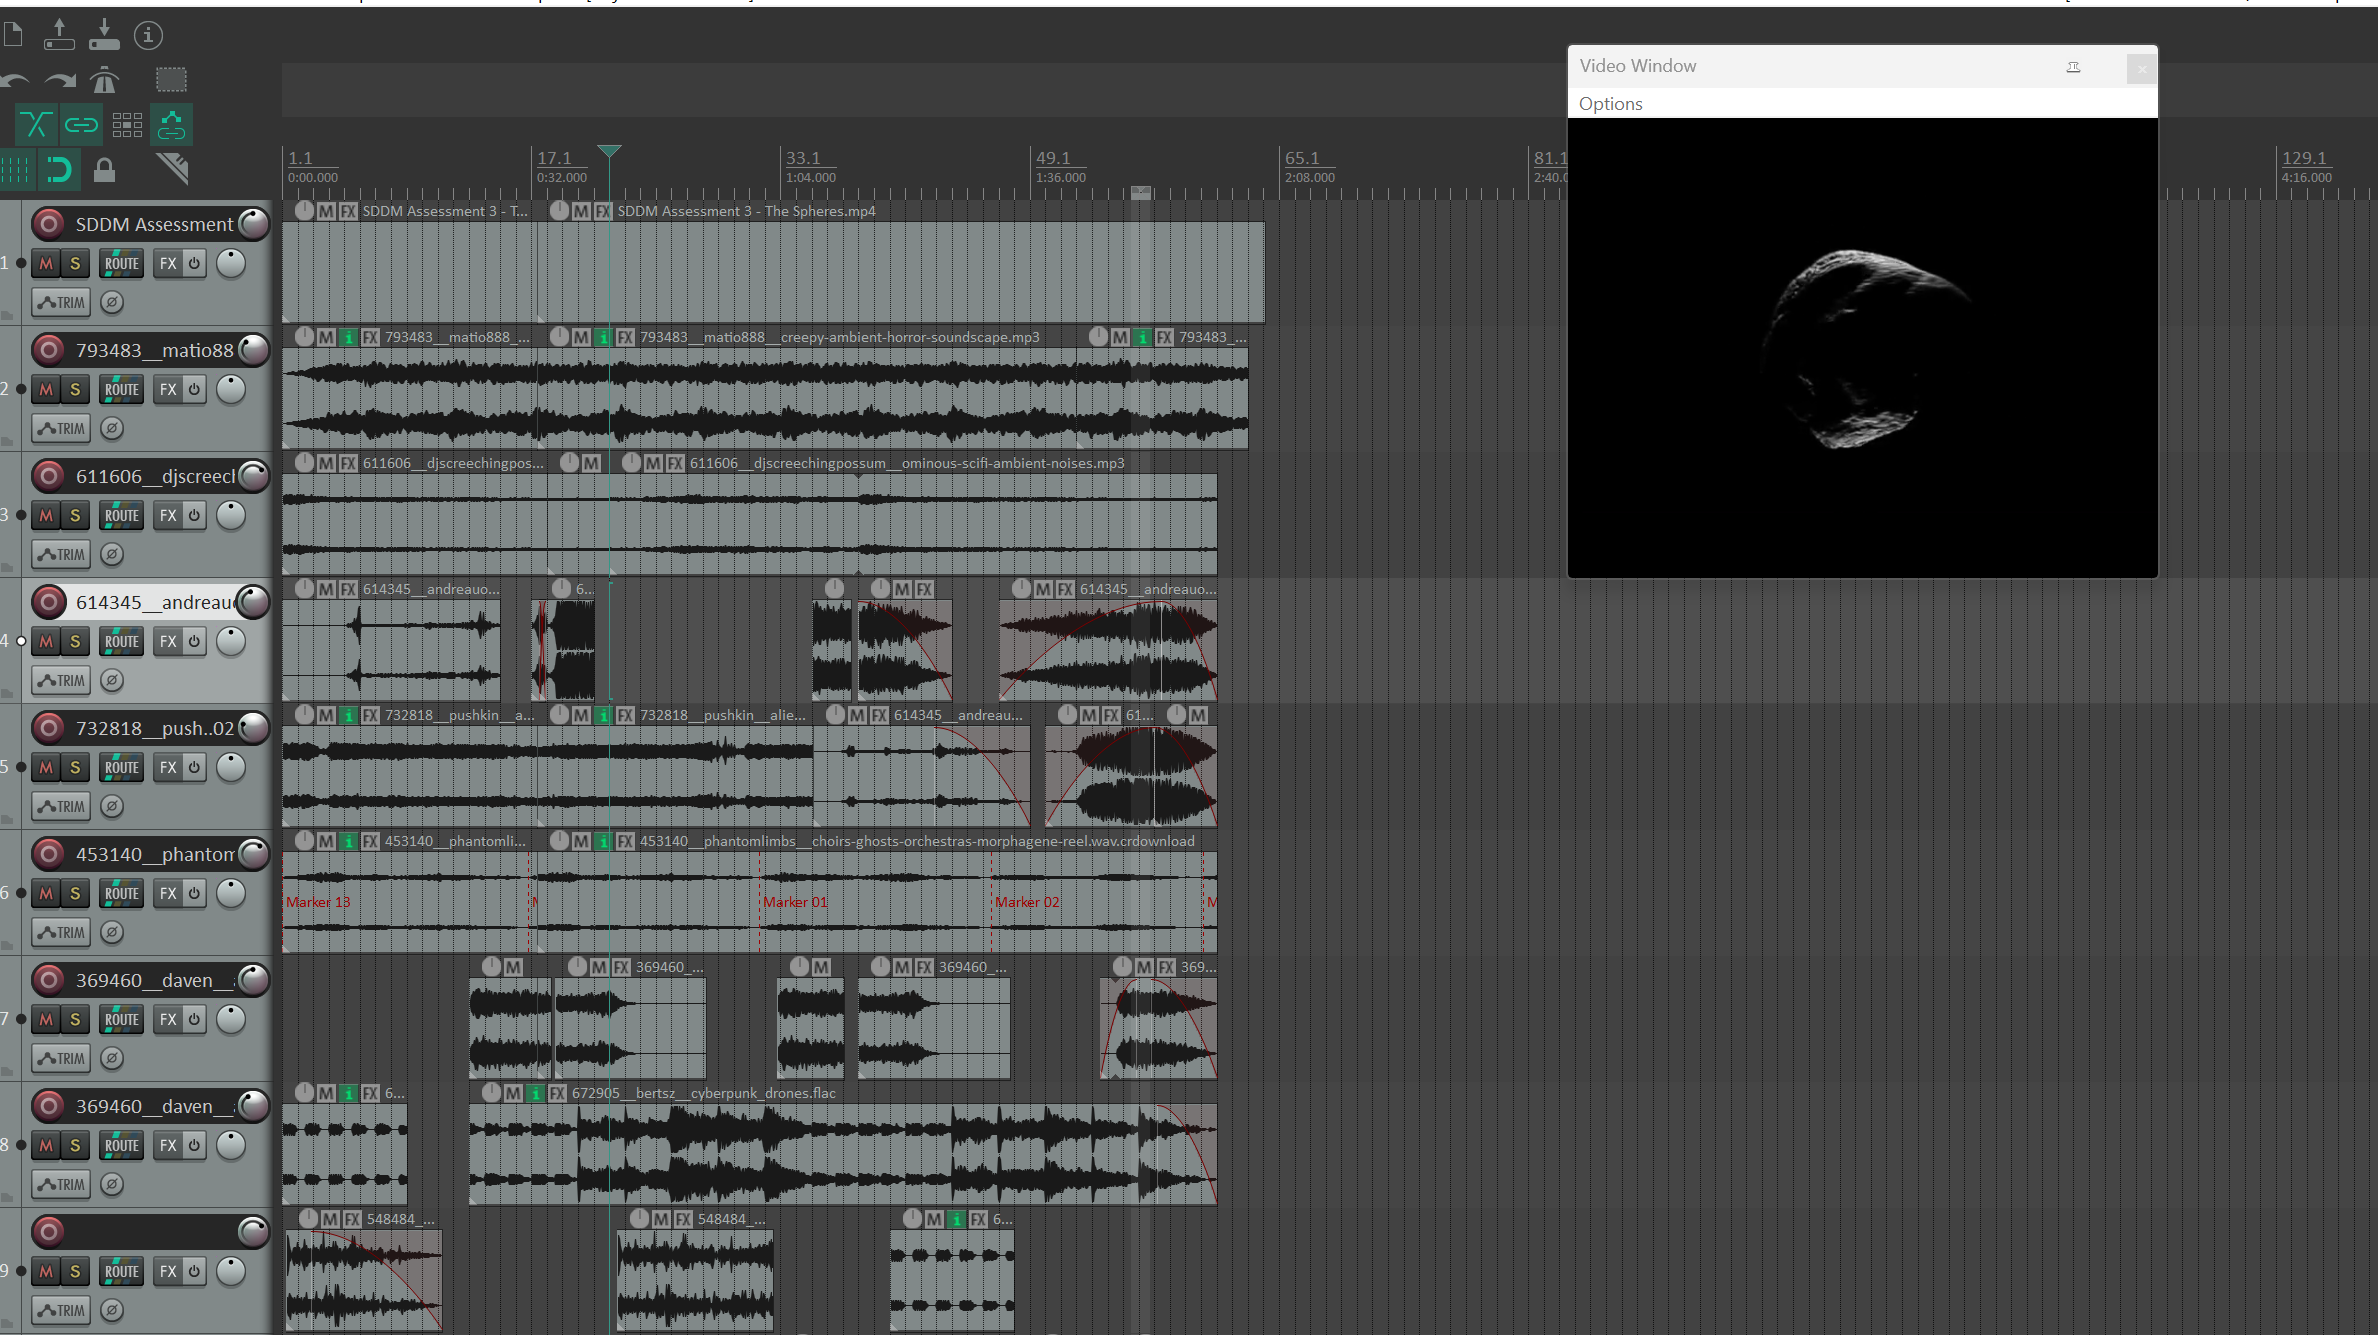 Video Window
Options
1.1 17.1 33.1 49.1 65.1 81.1 129.1
0:00.000 0:32.000 1:04.000 1:36.000 2:08.000 4:16.000
M FX SDDM Assessment 3 - T... M FX SDDM Assessment 3 - The Spheres.mp4
SDDM Assessment
1 M S ROUTE FX
TRIM
M i FX 793483__matio888_... M i FX 793483__matio888__creepy-ambient-horror-soundscape.mp3 M i FX 793483_...
793483__matio88
2 M S ROUTE FX
TRIM
M FX 611606__djscreechingpos... M M FX 611606__djscreechingpossum__ominous-scifi-ambient-noises.mp3
611606__djscreecl
3 M S ROUTE FX
TRIM
M FX 614345__andreauo... 6... M FX M FX 614345__andreauo...
614345__andreau
4 M S ROUTE FX
TRIM
M i FX 732818__pushkin__a... M i FX 732818__pushkin__alie... M FX 614345__andreau... M FX 61... M
732818__push..02
5 M S ROUTE FX
TRIM
M i FX 453140__phantomli... M i FX 453140__phantomlimbs__choirs-ghosts-orchestras-morphagene-reel.wav.crdownload
453140__phantom
6 M S ROUTE FX
Marker 13 Marker 01 Marker 02 M
TRIM
M M FX 369460_... M M FX 369460_... M FX 369...
369460__daven__
7 M S ROUTE FX
TRIM
M i FX 6... M i FX 672905__bertsz__cyberpunk_drones.flac
369460__daven__
8 M S ROUTE FX
TRIM
M FX 548484_... M FX 548484_... M i FX 6...
9 M S ROUTE FX
TRIM